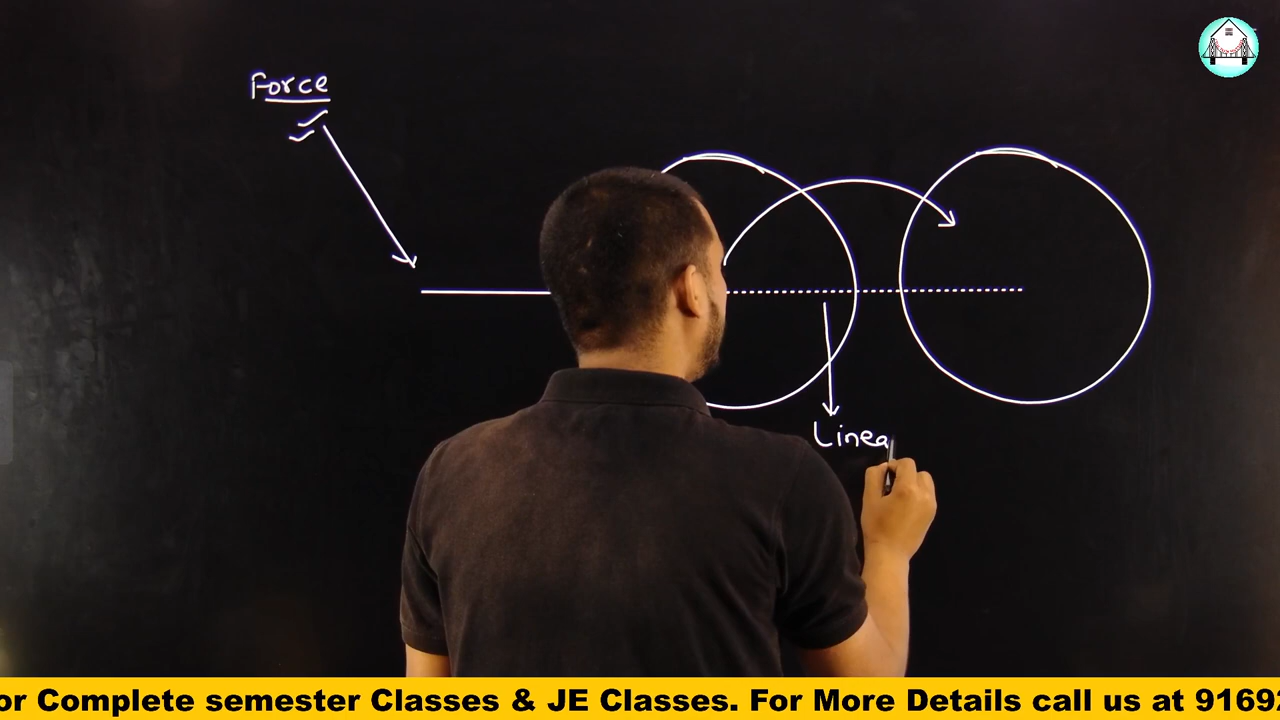 Force
Linea
or Complete semester Classes & JE Classes. For More Details call us at 9169